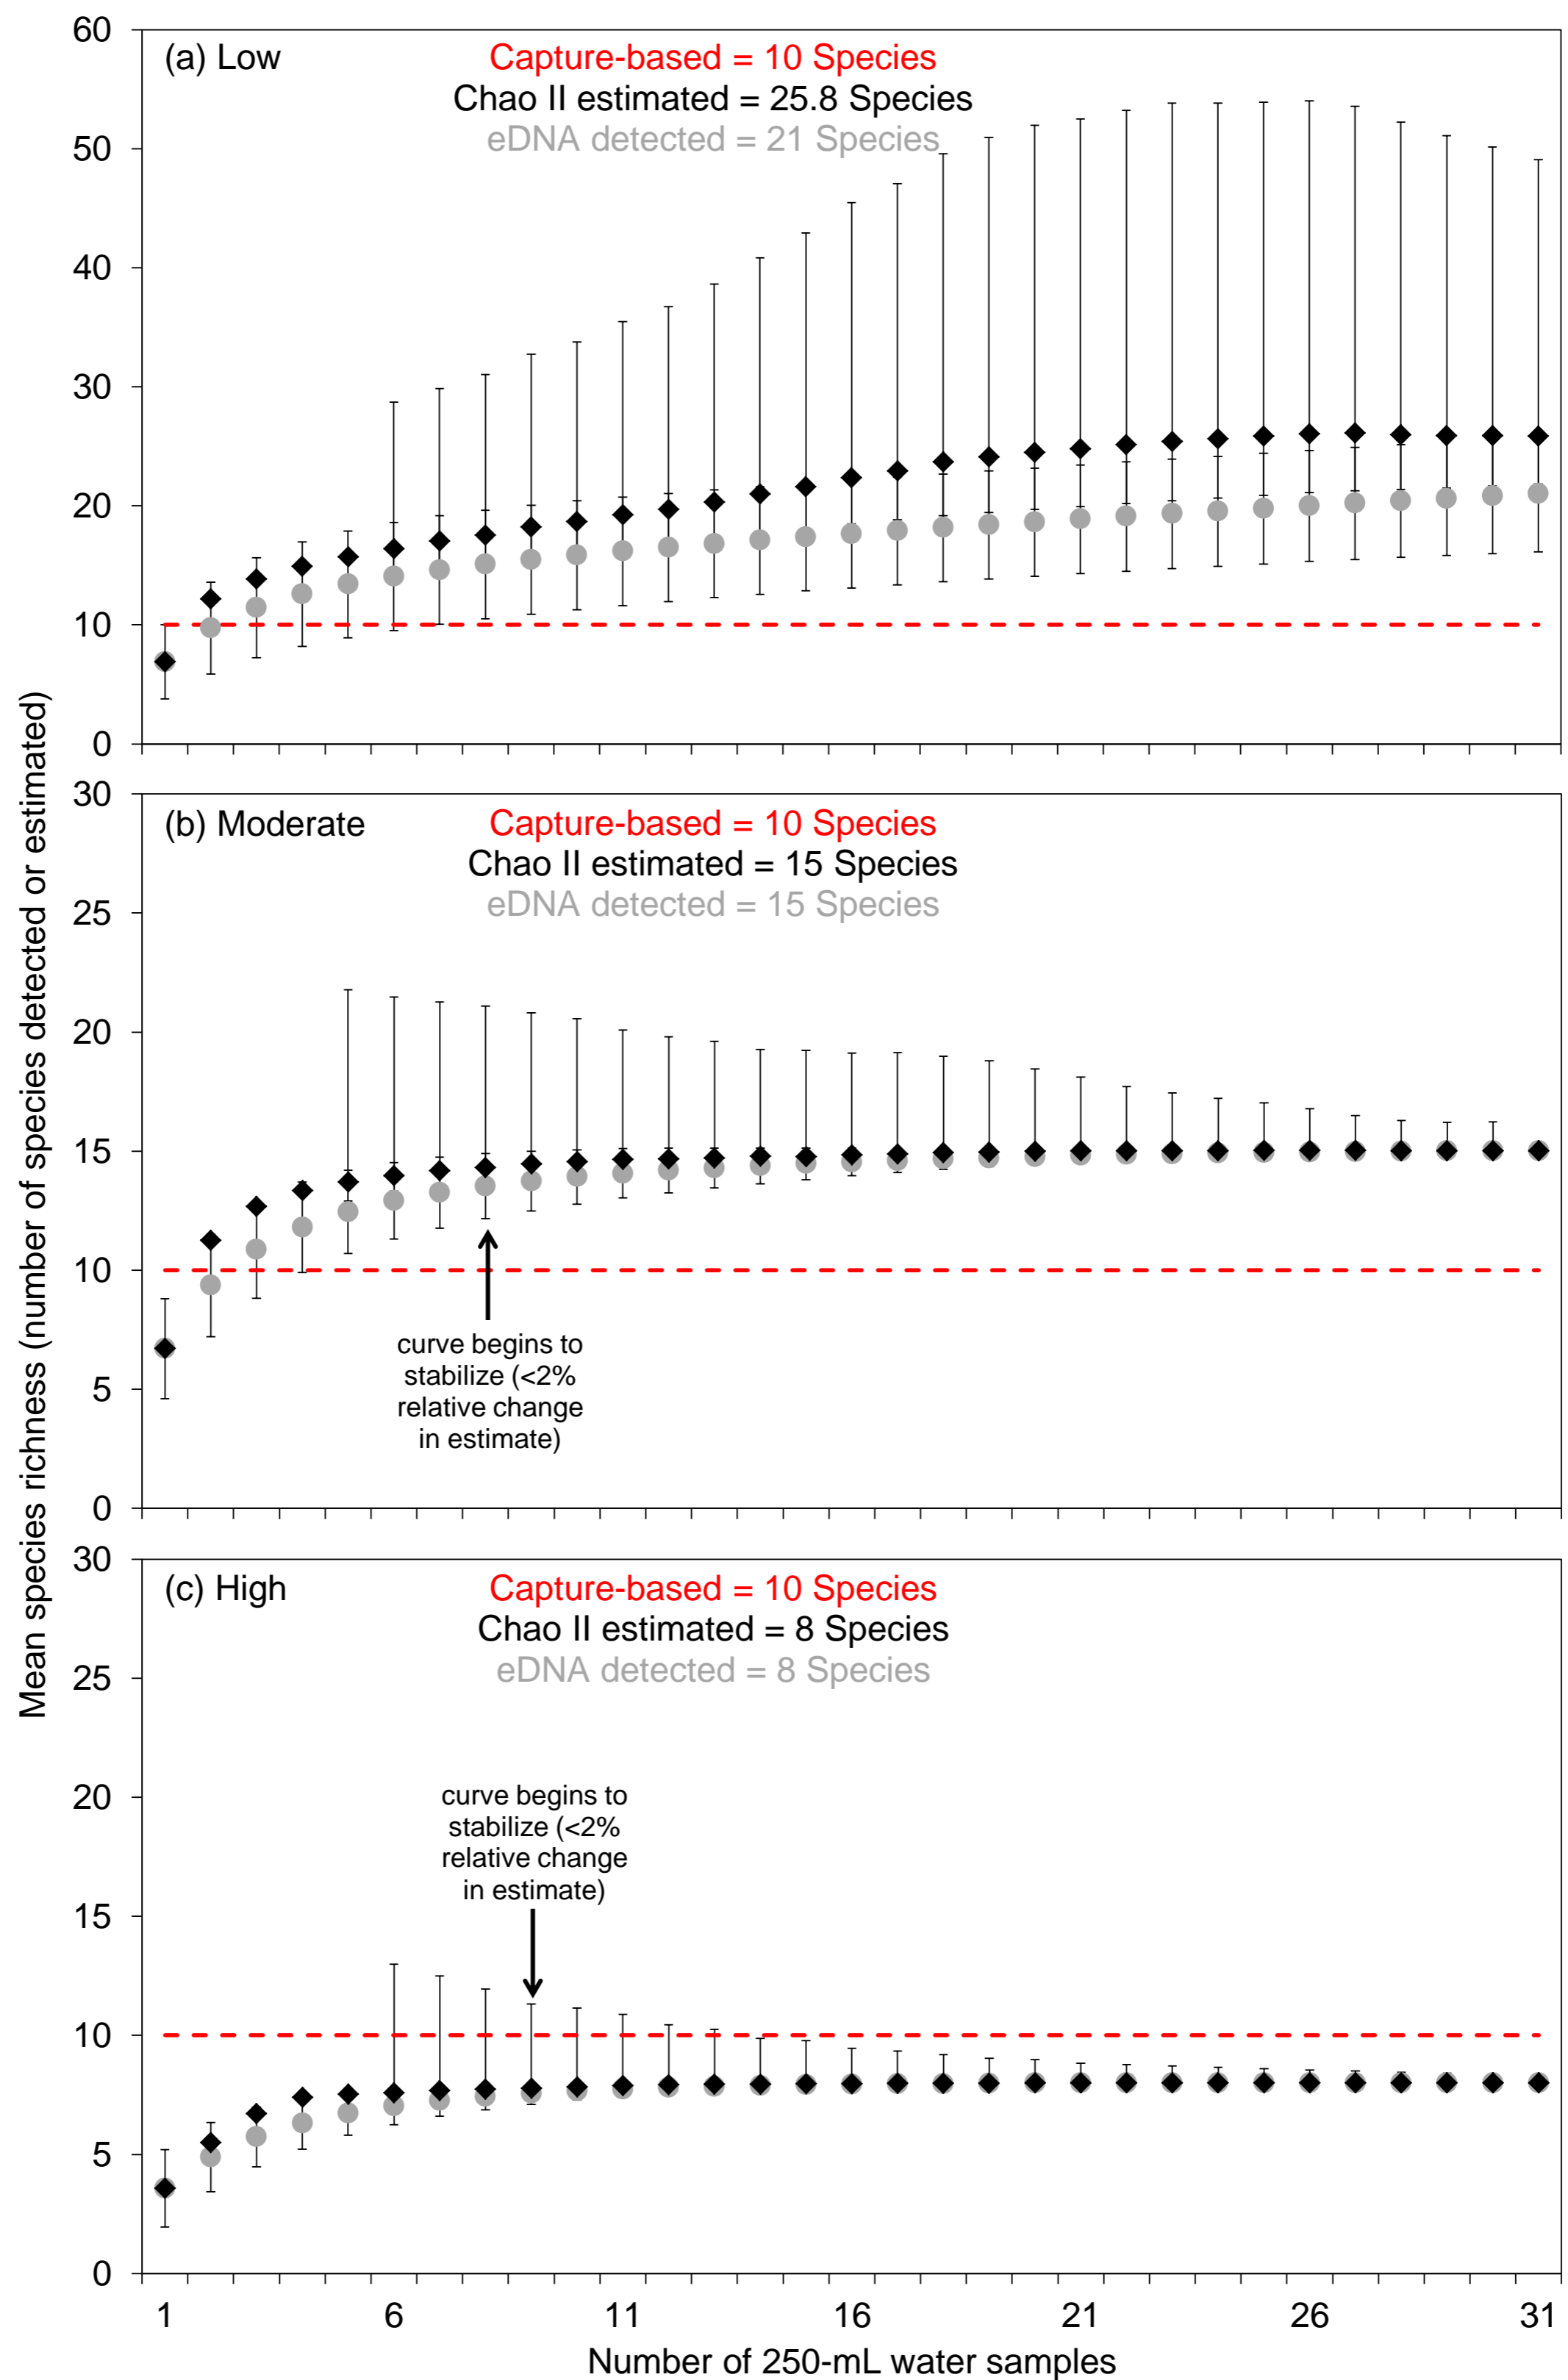 Mean species richness (number of species detected or estimated)
60
50
40
30
20
10
0
(a) Low
Capture-based = 10 Species
Chao II estimated = 25.8 Species
eDNA detected = 21 Species
30
25
20
15
10
5
0
(b) Moderate
Capture-based = 10 Species
Chao II estimated = 15 Species
eDNA detected = 15 Species
curve begins to
stabilize (<2%
relative change
in estimate)
30
25
20
15
10
5
0
(c) High
Capture-based = 10 Species
Chao II estimated = 8 Species
eDNA detected = 8 Species
curve begins to
stabilize (<2%
relative change
in estimate)
1 6 11 16 21 26 31
Number of 250-mL water samples